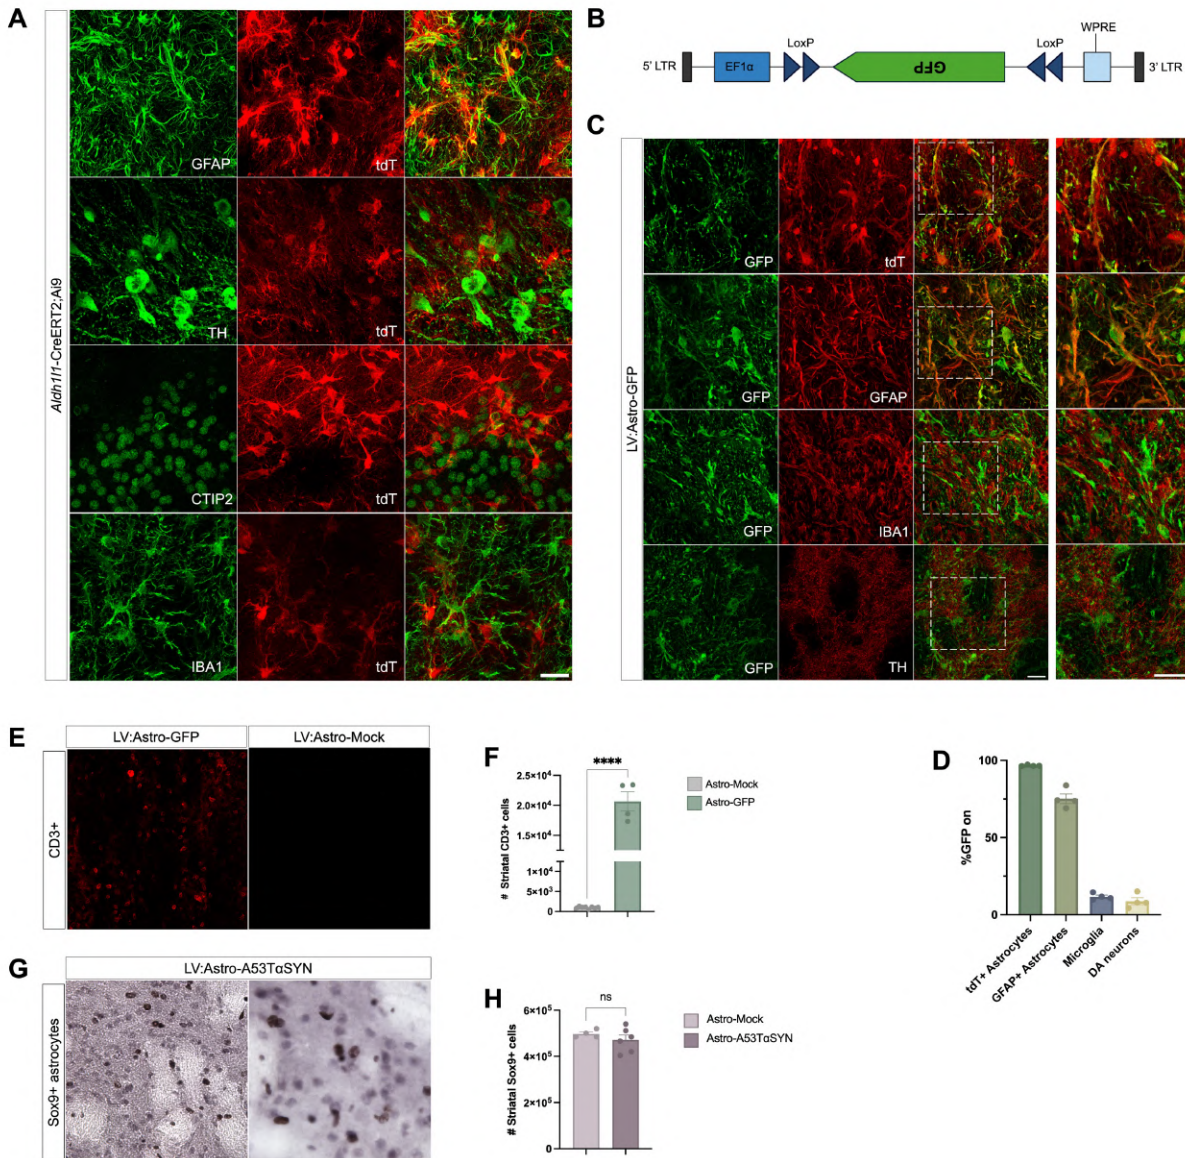 A
Aldh1l1-CreERT2;Ai9
GFAP
tdT
TH
tdT
CTIP2
tdT
IBA1
tdT
B
5' LTR
EF1α
LoxP
GFP
LoxP
WPRE
3' LTR
C
LV:Astro-GFP
GFP
tdT
GFP
GFAP
GFP
IBA1
GFP
TH
E
LV:Astro-GFP
LV:Astro-Mock
CD3+
F
# Striatal CD3+ cells
2.5×10⁴
2.0×10⁴
1.5×10⁴
1×10⁴
5×10³
0
****
Astro-Mock
Astro-GFP
D
%GFP on
100
50
0
tdT+ Astrocytes
GFAP+ Astrocytes
Microglia
DA neurons
G
LV:Astro-A53TαSYN
Sox9+ astrocytes
H
# Striatal Sox9+ cells
6×10⁵
4×10⁵
2×10⁵
0
ns
Astro-Mock
Astro-A53TαSYN